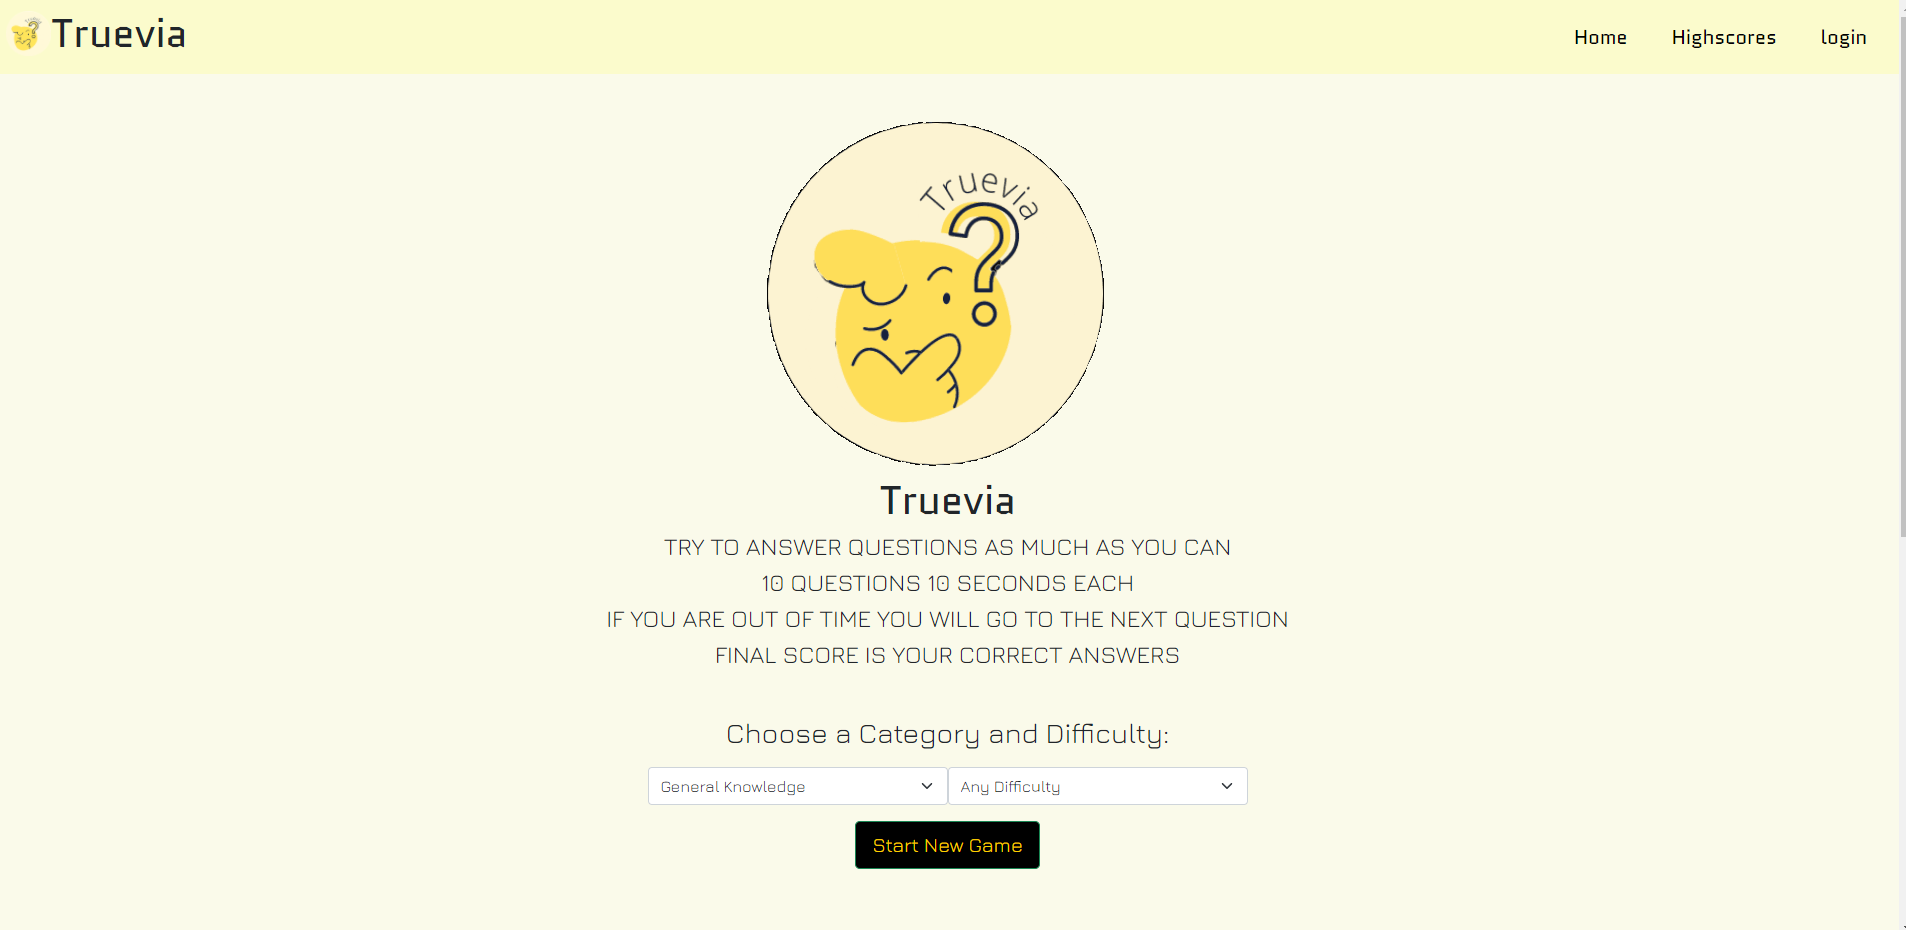 Truevia
Home Highscores login
Truevia
Truevia
TRY TO ANSWER QUESTIONS AS MUCH AS YOU CAN
10 QUESTIONS 10 SECONDS EACH
IF YOU ARE OUT OF TIME YOU WILL GO TO THE NEXT QUESTION
FINAL SCORE IS YOUR CORRECT ANSWERS
Choose a Category and Difficulty:
General Knowledge Any Difficulty
Start New Game